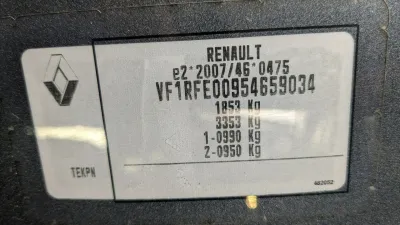 RENAULT
e2*2007/46*0475
VF1RFE00954659034
1853 Kg
3353 Kg
1-0990 Kg
2-0950 Kg
TEKPN